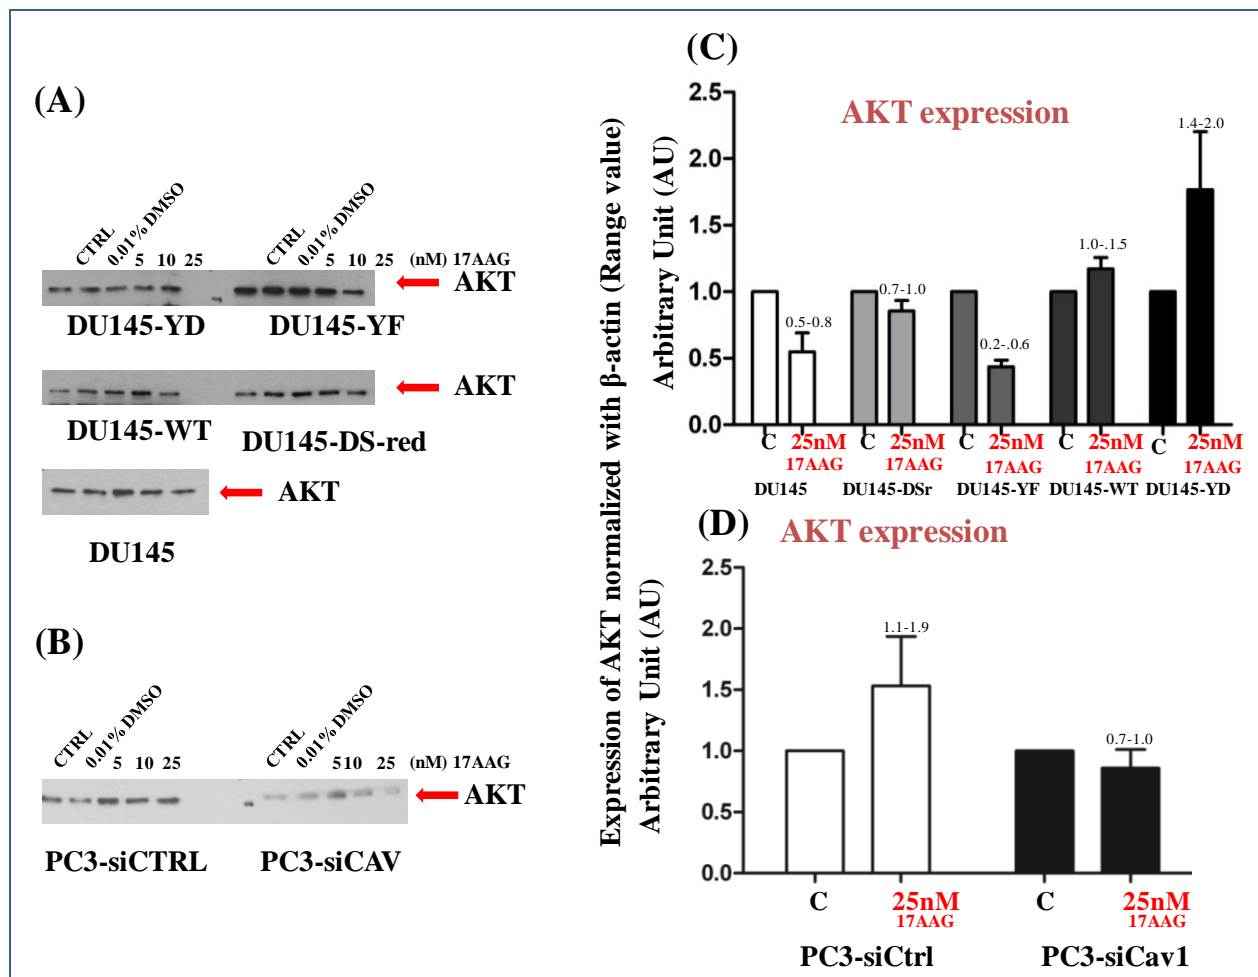 (A)
CTRL
0.01% DMSO
5 10 25
CTRL
0.01% DMSO
5 10 25
(nM) 17AAG
AKT
DU145-YD
DU145-YF
AKT
DU145-WT
DU145-DS-red
AKT
DU145
(B)
CTRL
0.01% DMSO
5 10 25
CTRL
0.01% DMSO
5 10 25
(nM) 17AAG
AKT
PC3-siCTRL
PC3-siCAV
Expression of AKT normalized with β-actin (Range value)
Arbitrary Unit (AU)
Arbitrary Unit (AU)
(C)
AKT expression
2.5
2.0
1.5
1.0
0.5
0.0
0.5-0.8
0.7-1.0
0.2-.0.6
1.0-.1.5
1.4-2.0
C 25nM C 25nM C 25nM C 25nM C 25nM
17AAG 17AAG 17AAG 17AAG 17AAG
DU145 DU145-DSr DU145-YF DU145-WT DU145-YD
(D)
AKT expression
2.5
2.0
1.5
1.0
0.5
0.0
1.1-1.9
0.7-1.0
C 25nM C 25nM
17AAG 17AAG
PC3-siCtrl PC3-siCav1